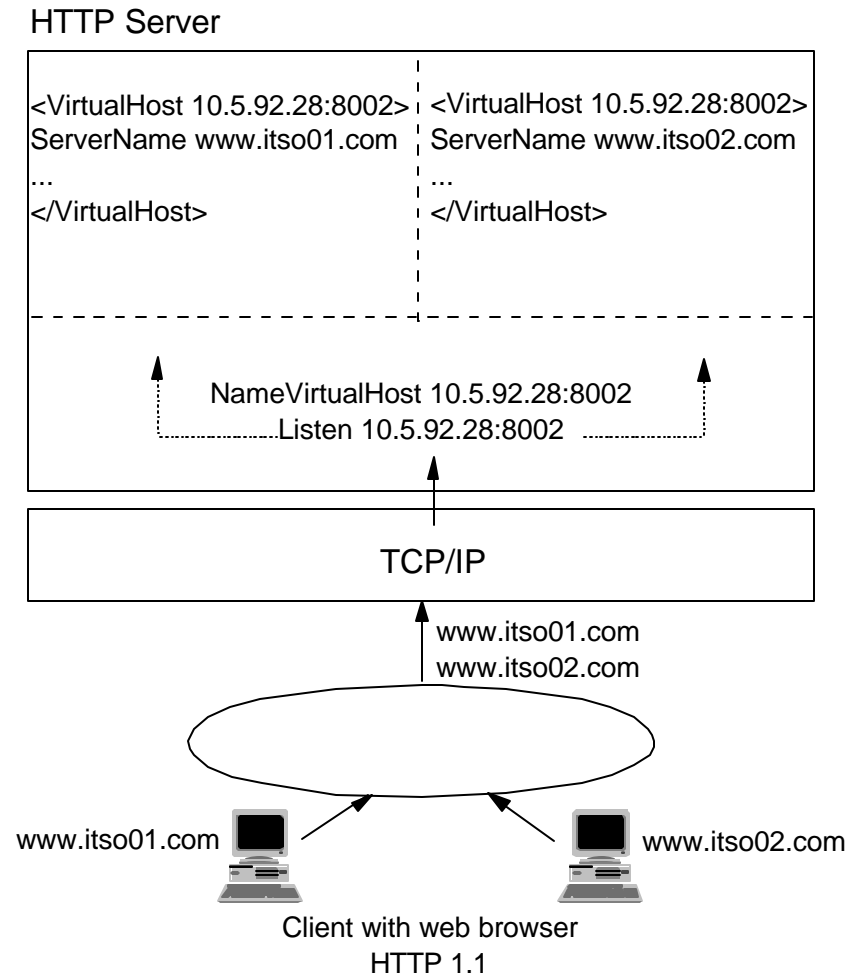 HTTP Server
<VirtualHost 10.5.92.28:8002>
ServerName www.itso01.com
...
</VirtualHost>
<VirtualHost 10.5.92.28:8002>
ServerName www.itso02.com
...
</VirtualHost>
NameVirtualHost 10.5.92.28:8002
Listen 10.5.92.28:8002
TCP/IP
www.itso01.com
www.itso02.com
www.itso01.com
www.itso02.com
Client with web browser
HTTP 1.1